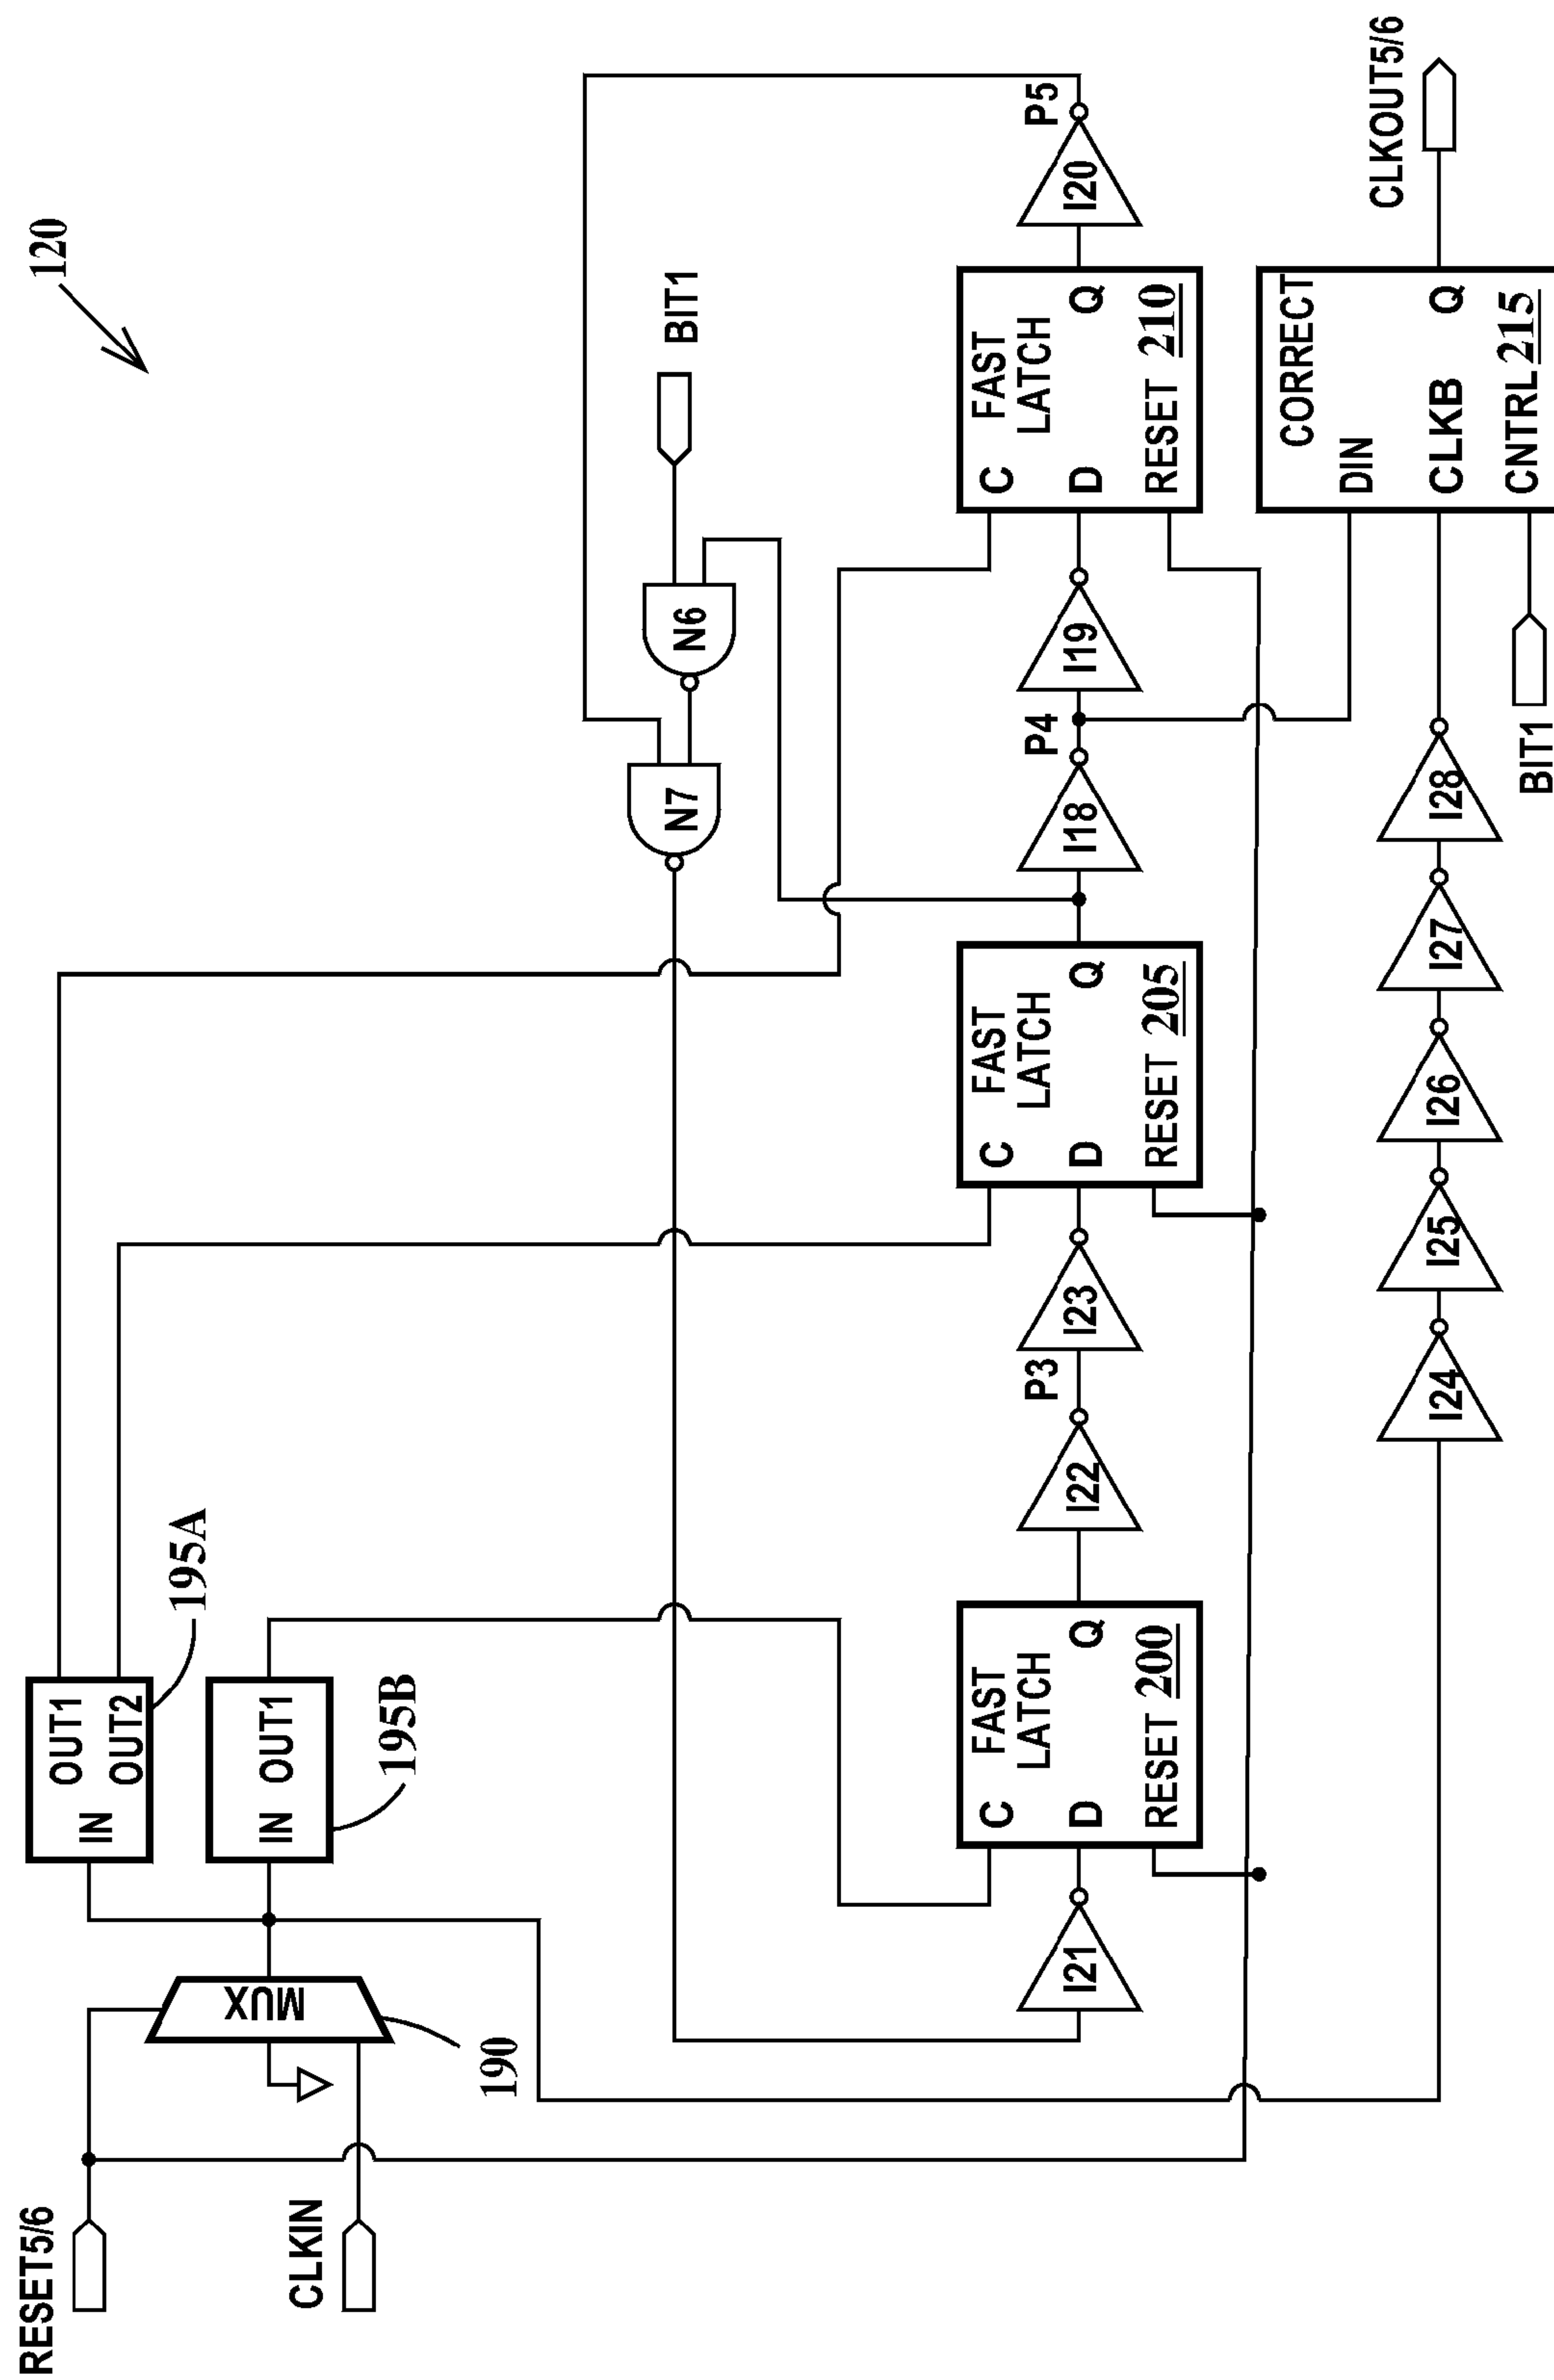 120
RESET5/6
CLKIN
MUX
190
IN
OUT1
OUT2
195A
IN
OUT1
195B
BIT1
N6
N7
I21
C
D
RESET
FAST
LATCH
Q
200
I22
P3
I23
C
D
RESET
FAST
LATCH
Q
205
I18
P4
I19
C
D
RESET
FAST
LATCH
Q
210
I20
P5
I24
I25
I26
I27
I28
BIT1
CORRECT
DIN
CLKB
Q
CNTRL
215
CLKOUT5/6